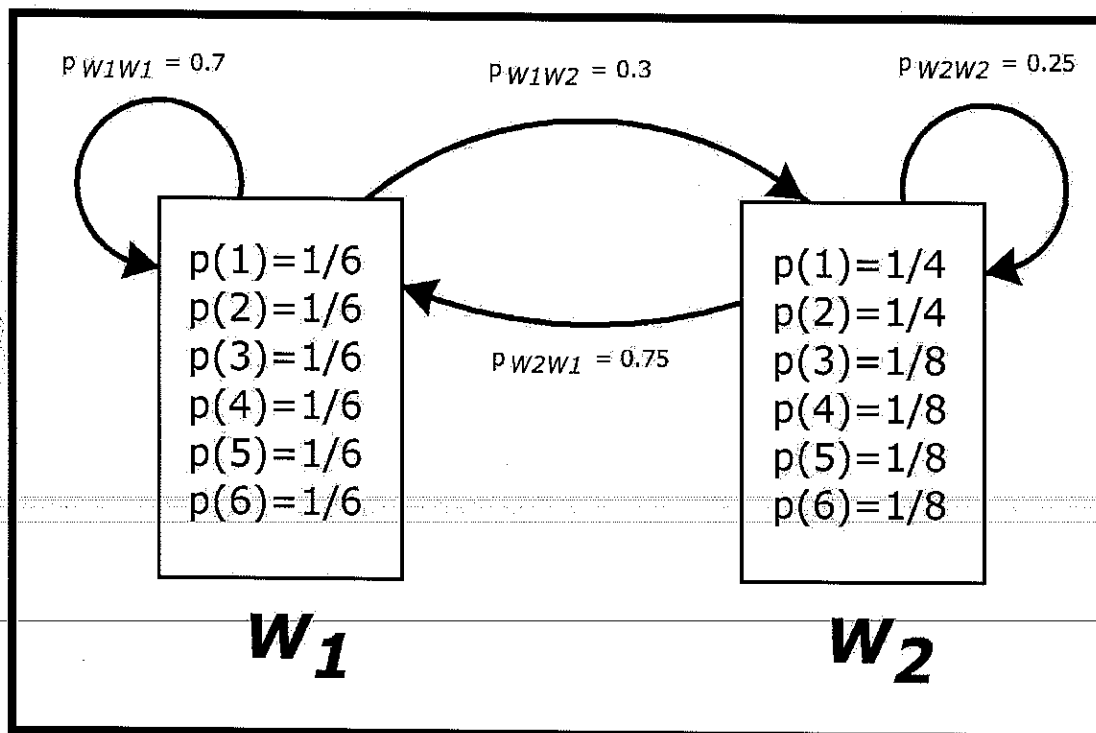 p W1W1 = 0.7
p W1W2 = 0.3
p W2W2 = 0.25
p(1)=1/6
p(2)=1/6
p(3)=1/6
p(4)=1/6
p(5)=1/6
p(6)=1/6
p W2W1 = 0.75
p(1)=1/4
p(2)=1/4
p(3)=1/8
p(4)=1/8
p(5)=1/8
p(6)=1/8
W1
W2